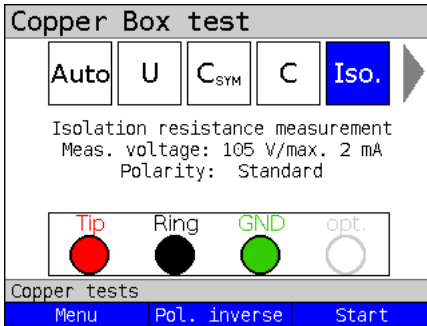 Copper Box test
Auto U CSYM C Iso.
Isolation resistance measurement
Meas. voltage: 105 V/max. 2 mA
Polarity: Standard
Tip Ring GND opt.
Copper tests
Menu Pol. inverse Start